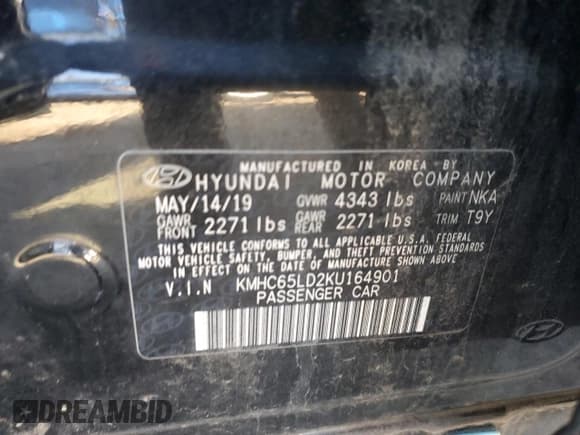 MANUFACTURED IN KOREA BY
HYUNDAI MOTOR COMPANY
MAY/14/19 GVWR 4343 lbs PAINT NKA
GAWR FRONT 2271 lbs GAWR REAR 2271 lbs TRIM T9Y
THIS VEHICLE CONFORMS TO ALL APPLICABLE U.S.A. FEDERAL
MOTOR VEHICLE SAFETY, BUMPER, AND THEFT PREVENTION STANDARDS
IN EFFECT ON THE DATE OF MANUFACTURE SHOWN ABOVE.
V.I.N KMHC65LD2KU164901
PASSENGER CAR
DREAMBID